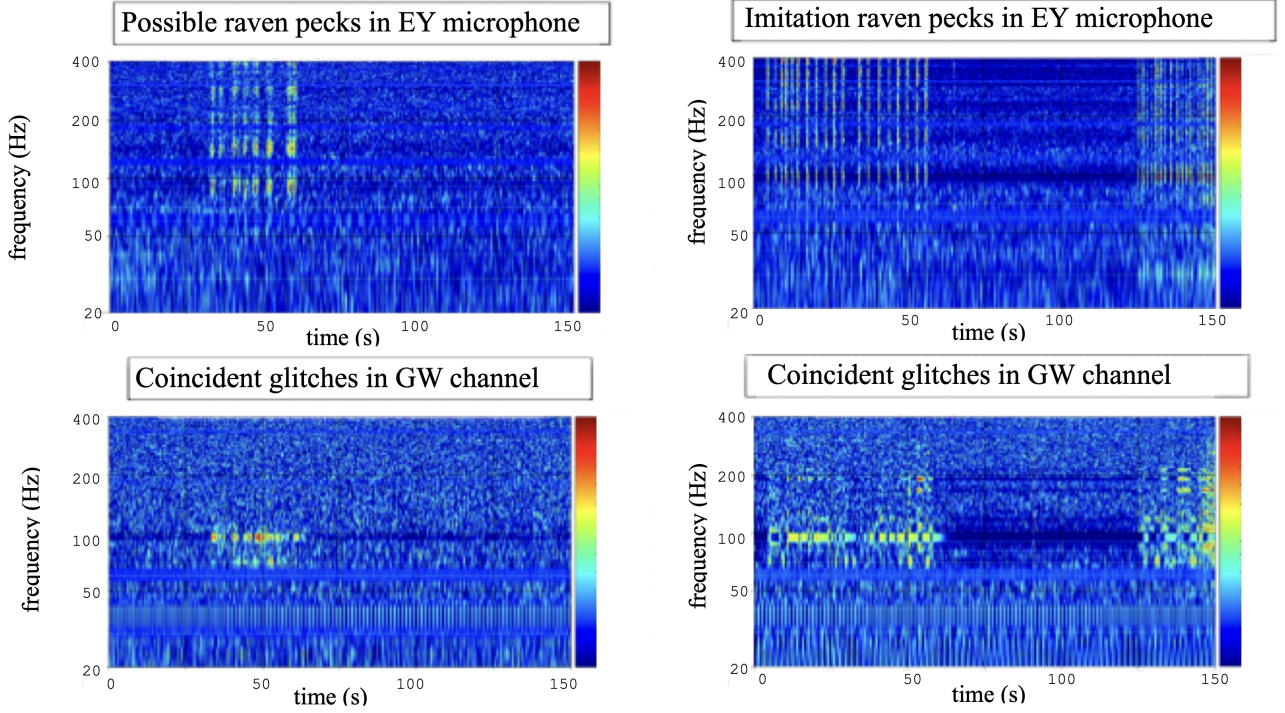 Possible raven pecks in EY microphone
400
200
100
50
20
frequency (Hz)
0 50 100 150
time (s)
Imitation raven pecks in EY microphone
400
200
100
50
20
frequency (Hz)
0 50 100 150
time (s)
Coincident glitches in GW channel
400
200
100
50
20
frequency (Hz)
0 50 100 150
time (s)
Coincident glitches in GW channel
400
200
100
50
20
frequency (Hz)
0 50 100 150
time (s)